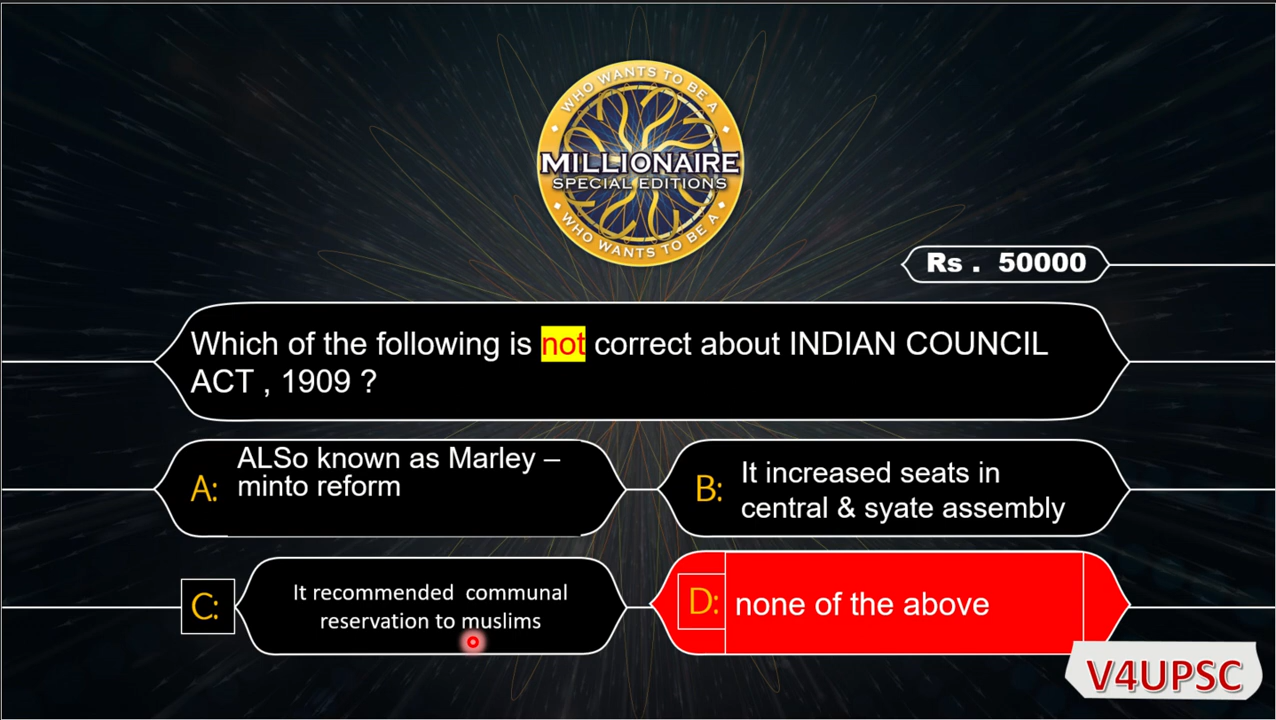 WHO WANTS TO BE A
MILLIONAIRE
SPECIAL EDITIONS
WHO WANTS TO BE A
Rs . 50000
Which of the following is not correct about INDIAN COUNCIL
ACT , 1909 ?
A: ALSo known as Marley –
minto reform
B: It increased seats in
central & syate assembly
C: It recommended communal
reservation to muslims
D: none of the above
V4UPSC